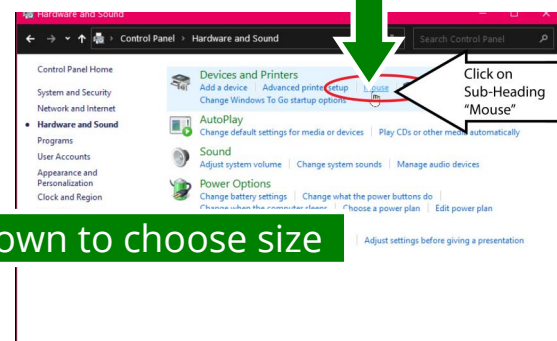 Hardware and Sound
Control Panel > Hardware and Sound
Search Control Panel
Control Panel Home
System and Security
Network and Internet
Hardware and Sound
Programs
User Accounts
Appearance and
Personalization
Clock and Region
Devices and Printers
Add a device | Advanced printer setup | Mouse
Change Windows To Go startup options
AutoPlay
Change default settings for media or devices | Play CDs or other media automatically
Sound
Adjust system volume | Change system sounds | Manage audio devices
Power Options
Change battery settings | Change what the power buttons do
Change when the computer sleeps | Choose a power plan | Edit power plan
Adjust settings before giving a presentation
Click on
Sub-Heading
“Mouse”
own to choose size